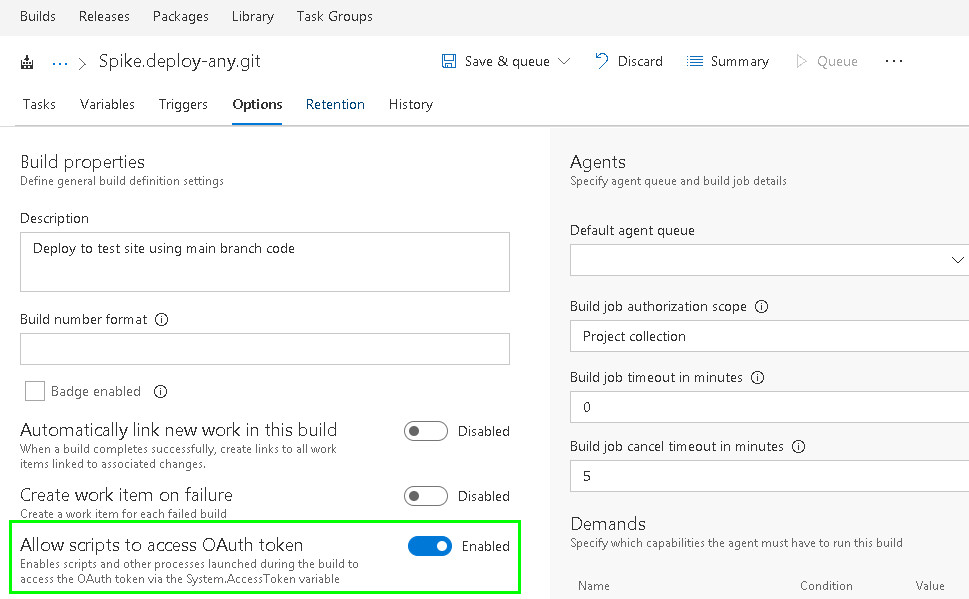 Builds Releases Packages Library Task Groups
... > Spike.deploy-any.git Save & queue Discard Summary Queue ...
Tasks Variables Triggers Options Retention History
Build properties
Define general build definition settings
Description
Deploy to test site using main branch code
Build number format
Badge enabled
Automatically link new work in this build Disabled
When a build completes successfully, create links to all work
items linked to associated changes.
Create work item on failure Disabled
Create a work item for each failed build
Allow scripts to access OAuth token Enabled
Enables scripts and other processes launched during the build to
access the OAuth token via the System.AccessToken variable
Agents
Specify agent queue and build job details
Default agent queue
Build job authorization scope
Project collection
Build job timeout in minutes
0
Build job cancel timeout in minutes
5
Demands
Specify which capabilities the agent must have to run this build
Name Condition Value